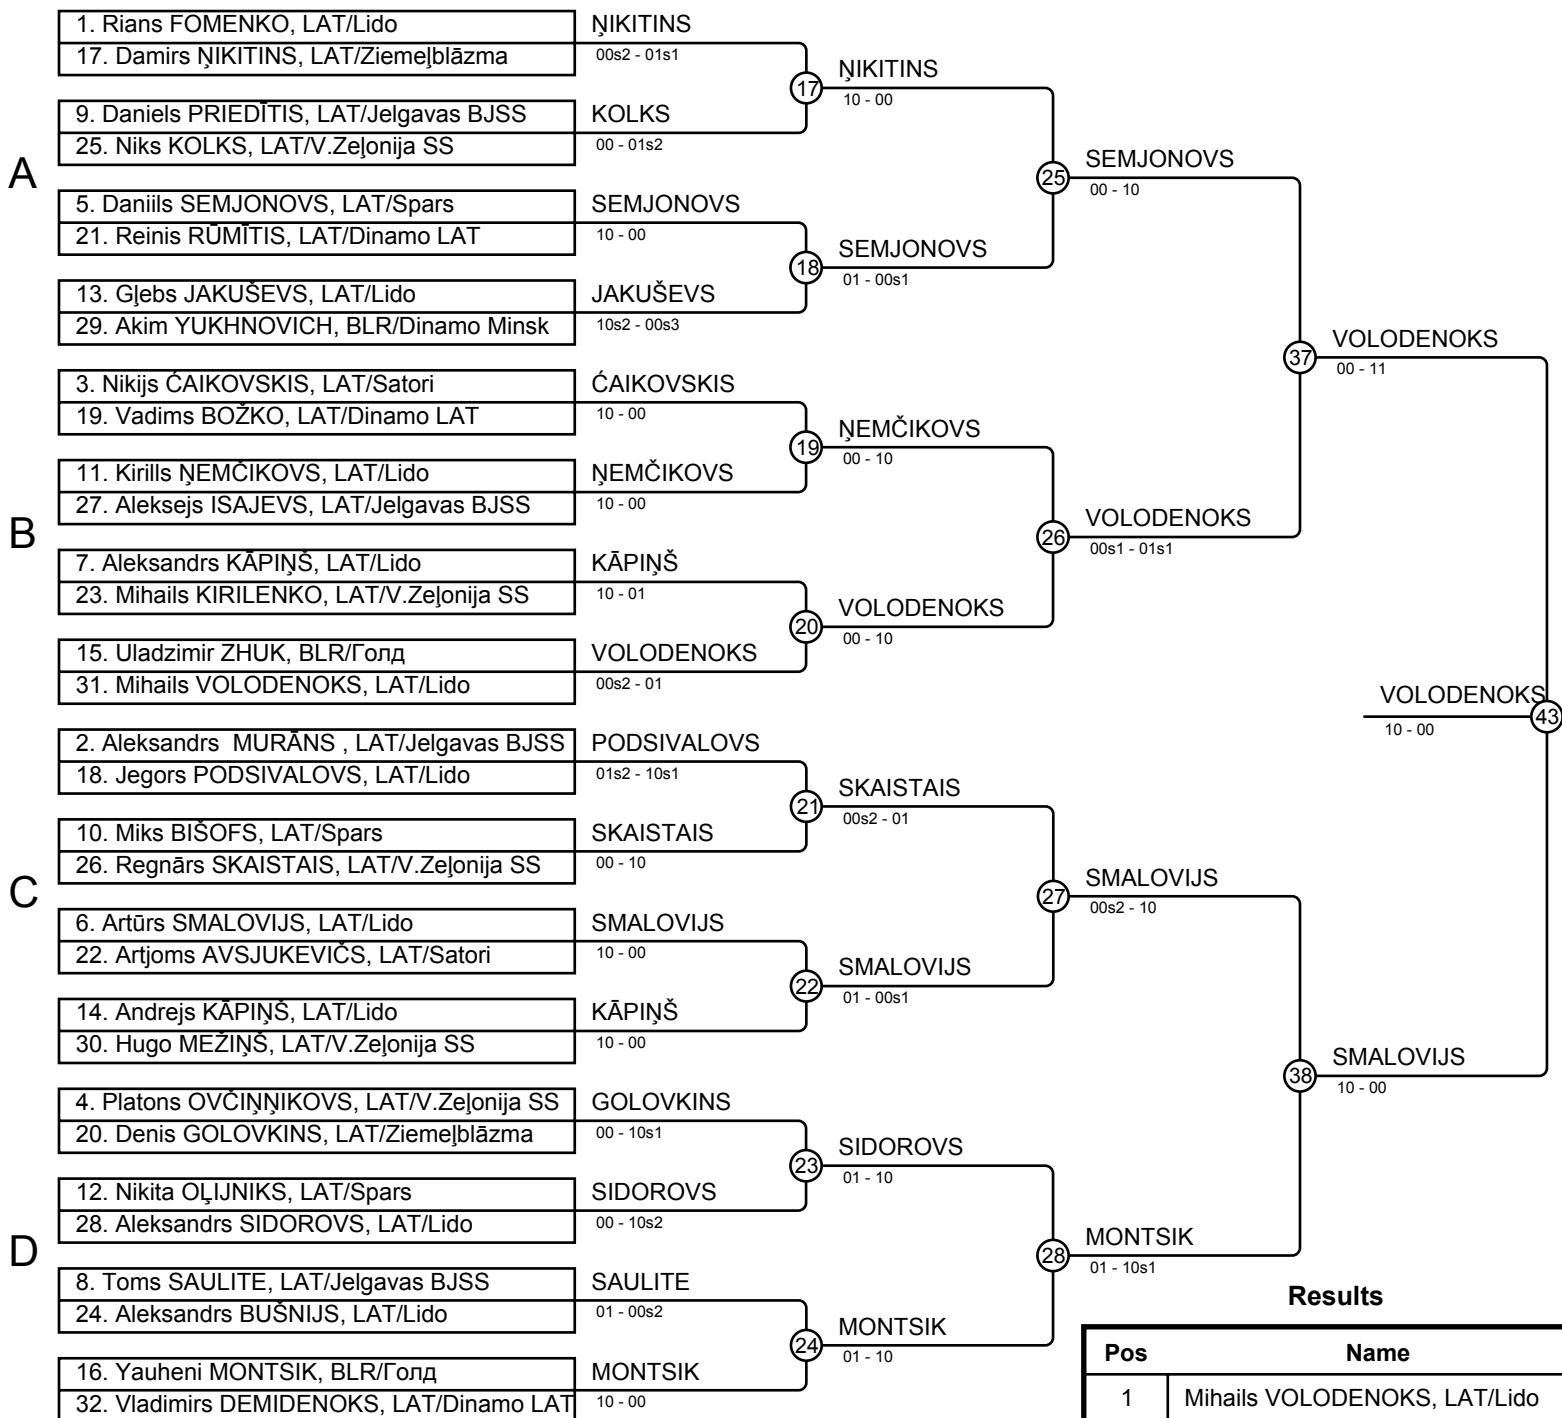 1. Rians FOMENKO, LAT/Lido
17. Damirs ŅIKITINS, LAT/Ziemeļblāzma
9. Daniels PRIEDĪTIS, LAT/Jelgavas BJSS
25. Niks KOLKS, LAT/V.Zeļonija SS
A
5. Daniils SEMJONOVS, LAT/Spars
21. Reinis RŪMĪTIS, LAT/Dinamo LAT
13. Gļebs JAKUŠEVS, LAT/Lido
29. Akim YUKHNOVICH, BLR/Dinamo Minsk
3. Nikijs ĆAIKOVSKIS, LAT/Satori
19. Vadims BOŽKO, LAT/Dinamo LAT
11. Kirills ŅEMČIKOVS, LAT/Lido
27. Aleksejs ISAJEVS, LAT/Jelgavas BJSS
B
7. Aleksandrs KĀPIŅŠ, LAT/Lido
23. Mihails KIRILENKO, LAT/V.Zeļonija SS
15. Uladzimir ZHUK, BLR/Голд
31. Mihails VOLODENOKS, LAT/Lido
2. Aleksandrs  MURĀNS , LAT/Jelgavas BJSS
18. Jegors PODSIVALOVS, LAT/Lido
10. Miks BIŠOFS, LAT/Spars
26. Regnārs SKAISTAIS, LAT/V.Zeļonija SS
C
6. Artūrs SMALOVIJS, LAT/Lido
22. Artjoms AVSJUKEVIČS, LAT/Satori
14. Andrejs KĀPIŅŠ, LAT/Lido
30. Hugo MEŽIŅŠ, LAT/V.Zeļonija SS
4. Platons OVČIŅŅIKOVS, LAT/V.Zeļonija SS
20. Denis GOLOVKINS, LAT/Ziemeļblāzma
12. Nikita OĻIJNIKS, LAT/Spars
28. Aleksandrs SIDOROVS, LAT/Lido
D
8. Toms SAULITE, LAT/Jelgavas BJSS
24. Aleksandrs BUŠNIJS, LAT/Lido
16. Yauheni MONTSIK, BLR/Голд
32. Vladimirs DEMIDENOKS, LAT/Dinamo LAT
ŅIKITINS
00s2 - 01s1
KOLKS
00 - 01s2
SEMJONOVS
10 - 00
JAKUŠEVS
10s2 - 00s3
ĆAIKOVSKIS
10 - 00
ŅEMČIKOVS
10 - 00
KĀPIŅŠ
10 - 01
VOLODENOKS
00s2 - 01
PODSIVALOVS
01s2 - 10s1
SKAISTAIS
00 - 10
SMALOVIJS
10 - 00
KĀPIŅŠ
10 - 00
GOLOVKINS
00 - 10s1
SIDOROVS
00 - 10s2
SAULITE
01 - 00s2
MONTSIK
10 - 00
17
ŅIKITINS
10 - 00
18
SEMJONOVS
01 - 00s1
19
ŅEMČIKOVS
00 - 10
20
VOLODENOKS
00 - 10
21
SKAISTAIS
00s2 - 01
22
SMALOVIJS
01 - 00s1
23
SIDOROVS
01 - 10
24
MONTSIK
01 - 10
25
SEMJONOVS
00 - 10
26
VOLODENOKS
00s1 - 01s1
27
SMALOVIJS
00s2 - 10
28
MONTSIK
01 - 10s1
37
VOLODENOKS
00 - 11
38
SMALOVIJS
10 - 00
VOLODENOKS
43
10 - 00
Results
Pos Name
1 Mihails VOLODENOKS, LAT/Lido